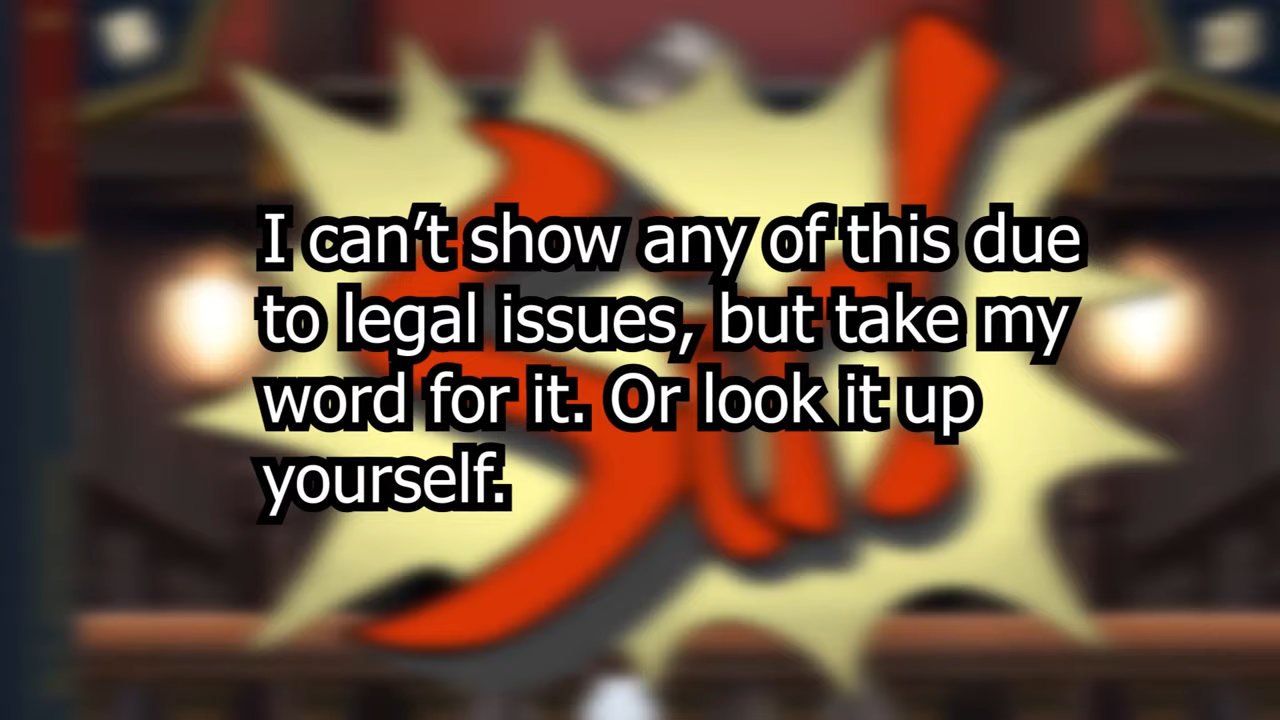 I can’t show any of this due
to legal issues, but take my
word for it. Or look it up
yourself.